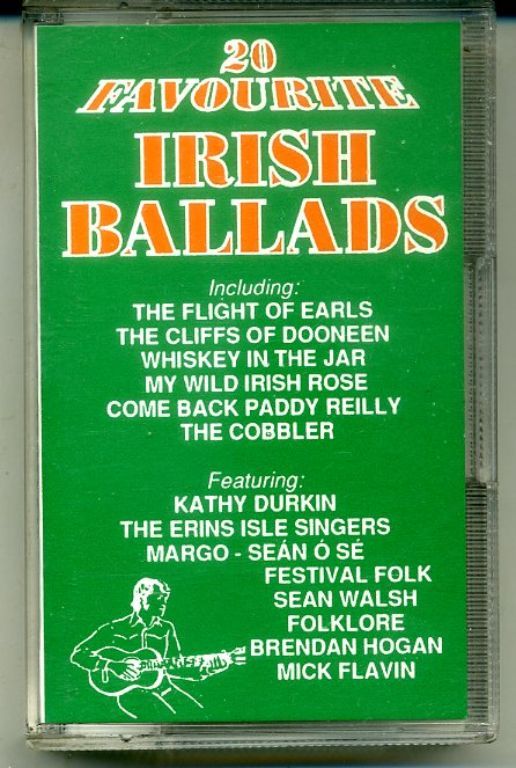 20
FAVOURITE
IRISH
BALLADS
Including:
THE FLIGHT OF EARLS
THE CLIFFS OF DOONEEN
WHISKEY IN THE JAR
MY WILD IRISH ROSE
COME BACK PADDY REILLY
THE COBBLER
Featuring:
KATHY DURKIN
THE ERINS ISLE SINGERS
MARGO - SEÁN Ó SÉ
FESTIVAL FOLK
SEAN WALSH
FOLKLORE
BRENDAN HOGAN
MICK FLAVIN